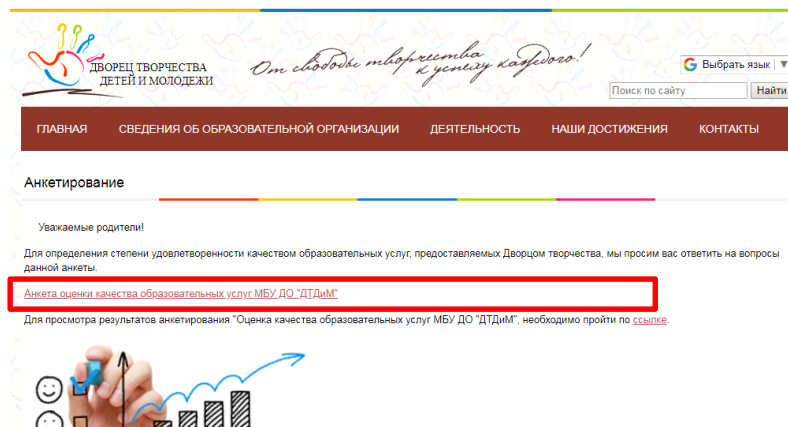 ДВОРЕЦ ТВОРЧЕСТВА
ДЕТЕЙ И МОЛОДЕЖИ
От свободы творчества
к успеху каждого!
Выбрать язык
Поиск по сайту
Найти
ГЛАВНАЯ СВЕДЕНИЯ ОБ ОБРАЗОВАТЕЛЬНОЙ ОРГАНИЗАЦИИ ДЕЯТЕЛЬНОСТЬ НАШИ ДОСТИЖЕНИЯ КОНТАКТЫ
Анкетирование
Уважаемые родители!
Для определения степени удовлетворенности качеством образовательных услуг, предоставляемых Дворцом творчества, мы просим вас ответить на вопросы
данной анкеты.
Анкета оценки качества образовательных услуг МБУ ДО "ДТДиМ"
Для просмотра результатов анкетирования "Оценка качества образовательных услуг МБУ ДО "ДТДиМ", необходимо пройти по ссылке.